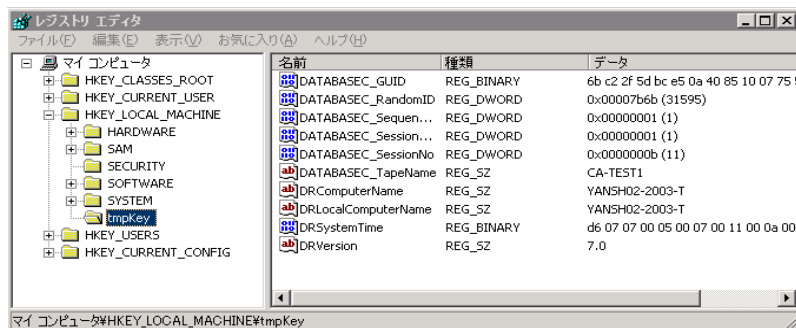 レジストリ エディタ
ファイル(F) 編集(E) 表示(V) お気に入り(A) ヘルプ(H)
マイ コンピュータ
HKEY_CLASSES_ROOT
HKEY_CURRENT_USER
HKEY_LOCAL_MACHINE
HARDWARE
SAM
SECURITY
SOFTWARE
SYSTEM
tmpKey
HKEY_USERS
HKEY_CURRENT_CONFIG
名前 種類 データ
DATABASEC_GUID REG_BINARY 6b c2 2f 5d bc e5 0a 40 85 10 07 75
DATABASEC_RandomID REG_DWORD 0x00007b6b (31595)
DATABASEC_Sequen... REG_DWORD 0x00000001 (1)
DATABASEC_Session... REG_DWORD 0x00000001 (1)
DATABASEC_SessionNo REG_DWORD 0x0000000b (11)
DATABASEC_TapeName REG_SZ CA-TEST1
DRComputerName REG_SZ YANSH02-2003-T
DRLocalComputerName REG_SZ YANSH02-2003-T
DRSystemTime REG_BINARY d6 07 07 00 05 00 07 00 11 00 0a 00
DRVersion REG_SZ 7.0
マイ コンピュータ¥HKEY_LOCAL_MACHINE¥tmpKey